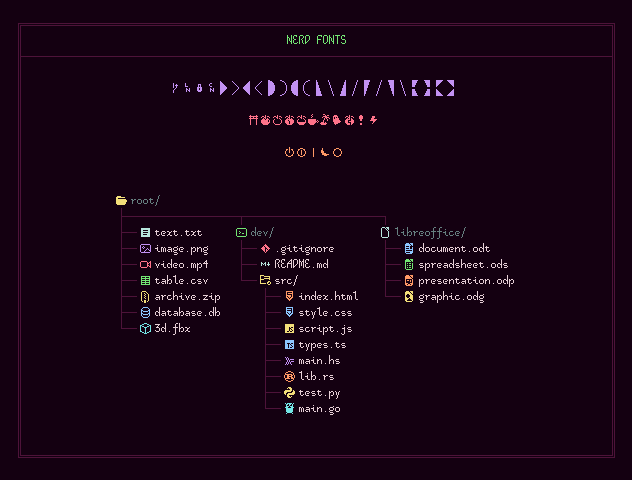 NERD FONTS
root/
text.txt
image.png
video.mp4
table.csv
archive.zip
database.db
3d.fbx
dev/
.gitignore
README.md
src/
index.html
style.css
script.js
types.ts
main.hs
lib.rs
test.py
main.go
libreoffice/
document.odt
spreadsheet.ods
presentation.odp
graphic.odg